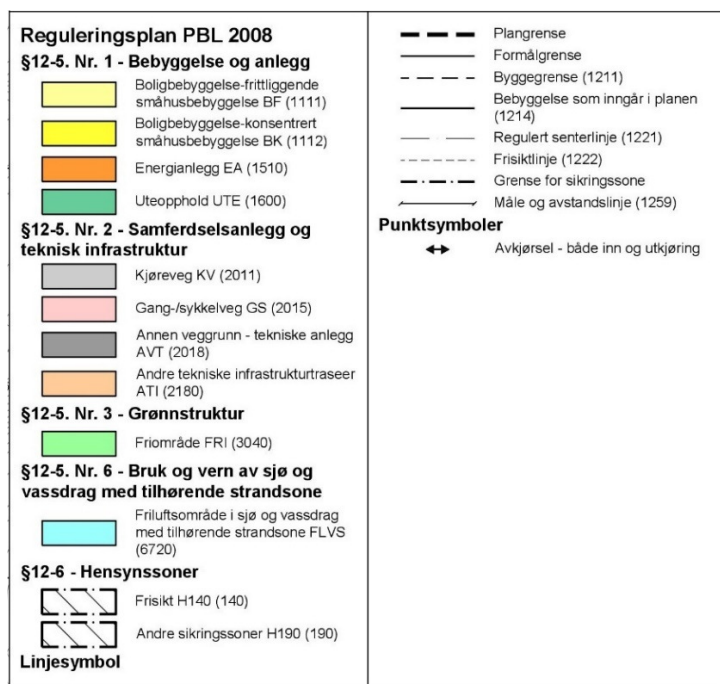 Reguleringsplan PBL 2008
§12-5. Nr. 1 - Bebyggelse og anlegg
Boligbebyggelse-frittliggende
småhusbebyggelse BF (1111)
Boligbebyggelse-konsentrert
småhusbebyggelse BK (1112)
Energianlegg EA (1510)
Uteopphold UTE (1600)
§12-5. Nr. 2 - Samferdselsanlegg og
teknisk infrastruktur
Kjøreveg KV (2011)
Gang-/sykkelveg GS (2015)
Annen veggrunn - tekniske anlegg
AVT (2018)
Andre tekniske infrastrukturtraseer
ATI (2180)
§12-5. Nr. 3 - Grønnstruktur
Friområde FRI (3040)
§12-5. Nr. 6 - Bruk og vern av sjø og
vassdrag med tilhørende strandsone
Friluftsområde i sjø og vassdrag
med tilhørende strandsone FLVS
(6720)
§12-6 - Hensynssoner
Frisikt H140 (140)
Andre sikringssoner H190 (190)
Linjesymbol
Plangrense
Formålgrense
Byggegrense (1211)
Bebyggelse som inngår i planen
(1214)
Regulert senterlinje (1221)
Frisiktlinje (1222)
Grense for sikringssone
Måle og avstandslinje (1259)
Punktsymboler
Avkjørsel - både inn og utkjøring